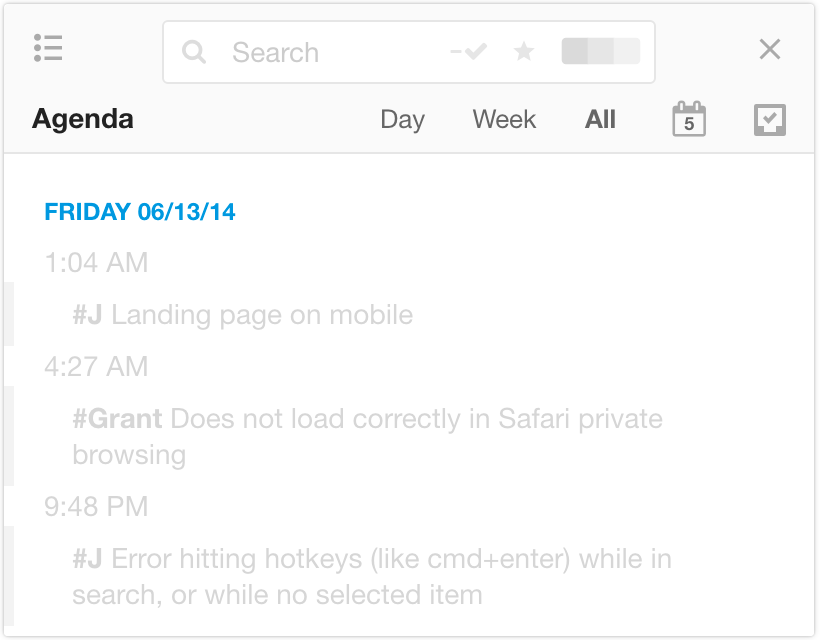 Search
Agenda Day Week All 5
FRIDAY 06/13/14
1:04 AM
#J Landing page on mobile
4:27 AM
#Grant Does not load correctly in Safari private
browsing
9:48 PM
#J Error hitting hotkeys (like cmd+enter) while in
search, or while no selected item